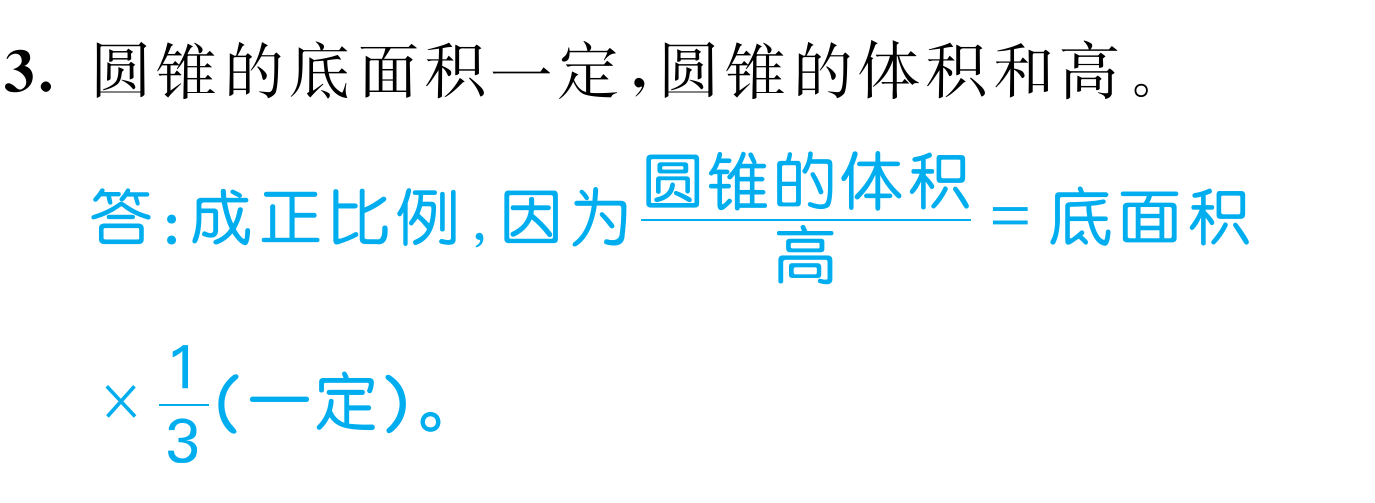 3. 圆锥的底面积一定,圆锥的体积和高。
答:成正比例,因为 圆锥的体积/高 = 底面积
× 1/3(一定)。